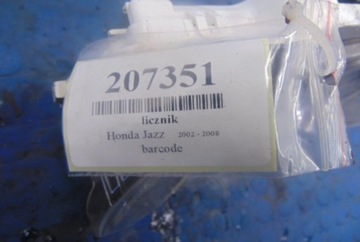 207351
licznik
Honda Jazz 2002 - 2008
barcode